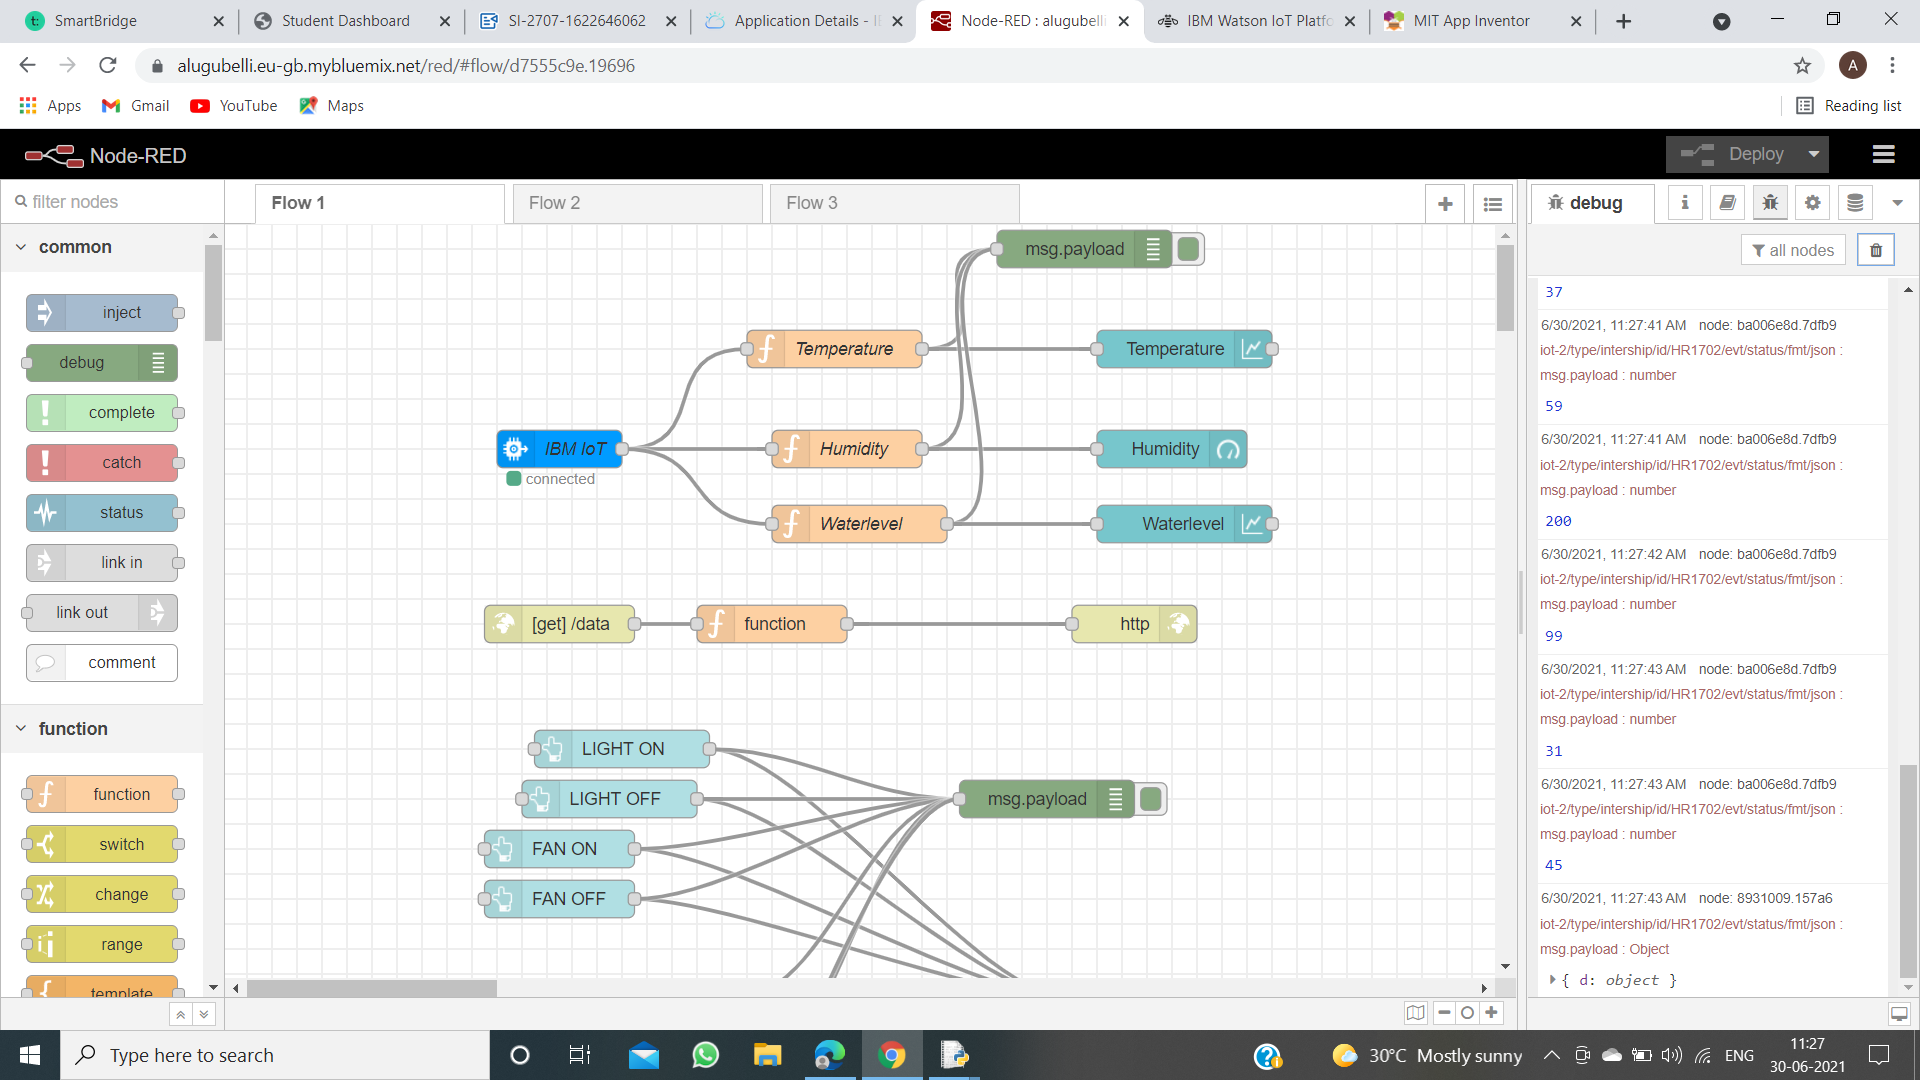 SmartBridge
Student Dashboard
SI-2707-1622646062
Application Details - I
Node-RED : alugubelli
IBM Watson IoT Platfo
MIT App Inventor
alugubelli.eu-gb.mybluemix.net/red/#flow/d7555c9e.19696
A
Apps
Gmail
YouTube
Maps
Reading list
Node-RED
Deploy
filter nodes
Flow 1
Flow 2
Flow 3
debug
all nodes
common
inject
debug
complete
catch
status
link in
link out
comment
function
function
switch
change
range
template
msg.payload
Temperature
Temperature
IBM IoT
connected
Humidity
Humidity
Waterlevel
Waterlevel
[get] /data
function
http
LIGHT ON
LIGHT OFF
FAN ON
FAN OFF
msg.payload
37
6/30/2021, 11:27:41 AM node: ba006e8d.7dfb9
iot-2/type/intership/id/HR1702/evt/status/fmt/json :
msg.payload : number
59
6/30/2021, 11:27:41 AM node: ba006e8d.7dfb9
iot-2/type/intership/id/HR1702/evt/status/fmt/json :
msg.payload : number
200
6/30/2021, 11:27:42 AM node: ba006e8d.7dfb9
iot-2/type/intership/id/HR1702/evt/status/fmt/json :
msg.payload : number
99
6/30/2021, 11:27:43 AM node: ba006e8d.7dfb9
iot-2/type/intership/id/HR1702/evt/status/fmt/json :
msg.payload : number
31
6/30/2021, 11:27:43 AM node: ba006e8d.7dfb9
iot-2/type/intership/id/HR1702/evt/status/fmt/json :
msg.payload : number
45
6/30/2021, 11:27:43 AM node: 8931009.157a6
iot-2/type/intership/id/HR1702/evt/status/fmt/json :
msg.payload : Object
{ d: object }
Type here to search
30°C Mostly sunny
ENG
11:27
30-06-2021